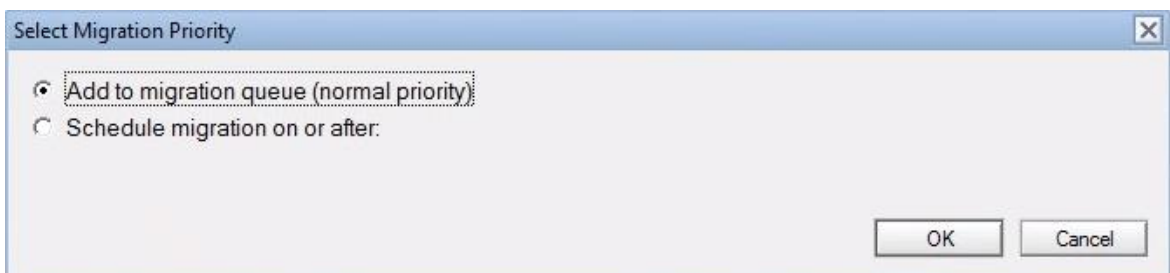 Select Migration Priority
Add to migration queue (normal priority)
Schedule migration on or after:
OK Cancel